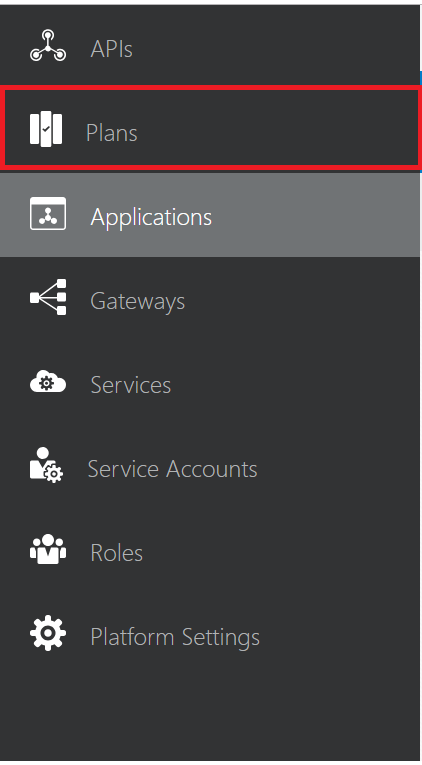 APIs
Plans
Applications
Gateways
Services
Service Accounts
Roles
Platform Settings